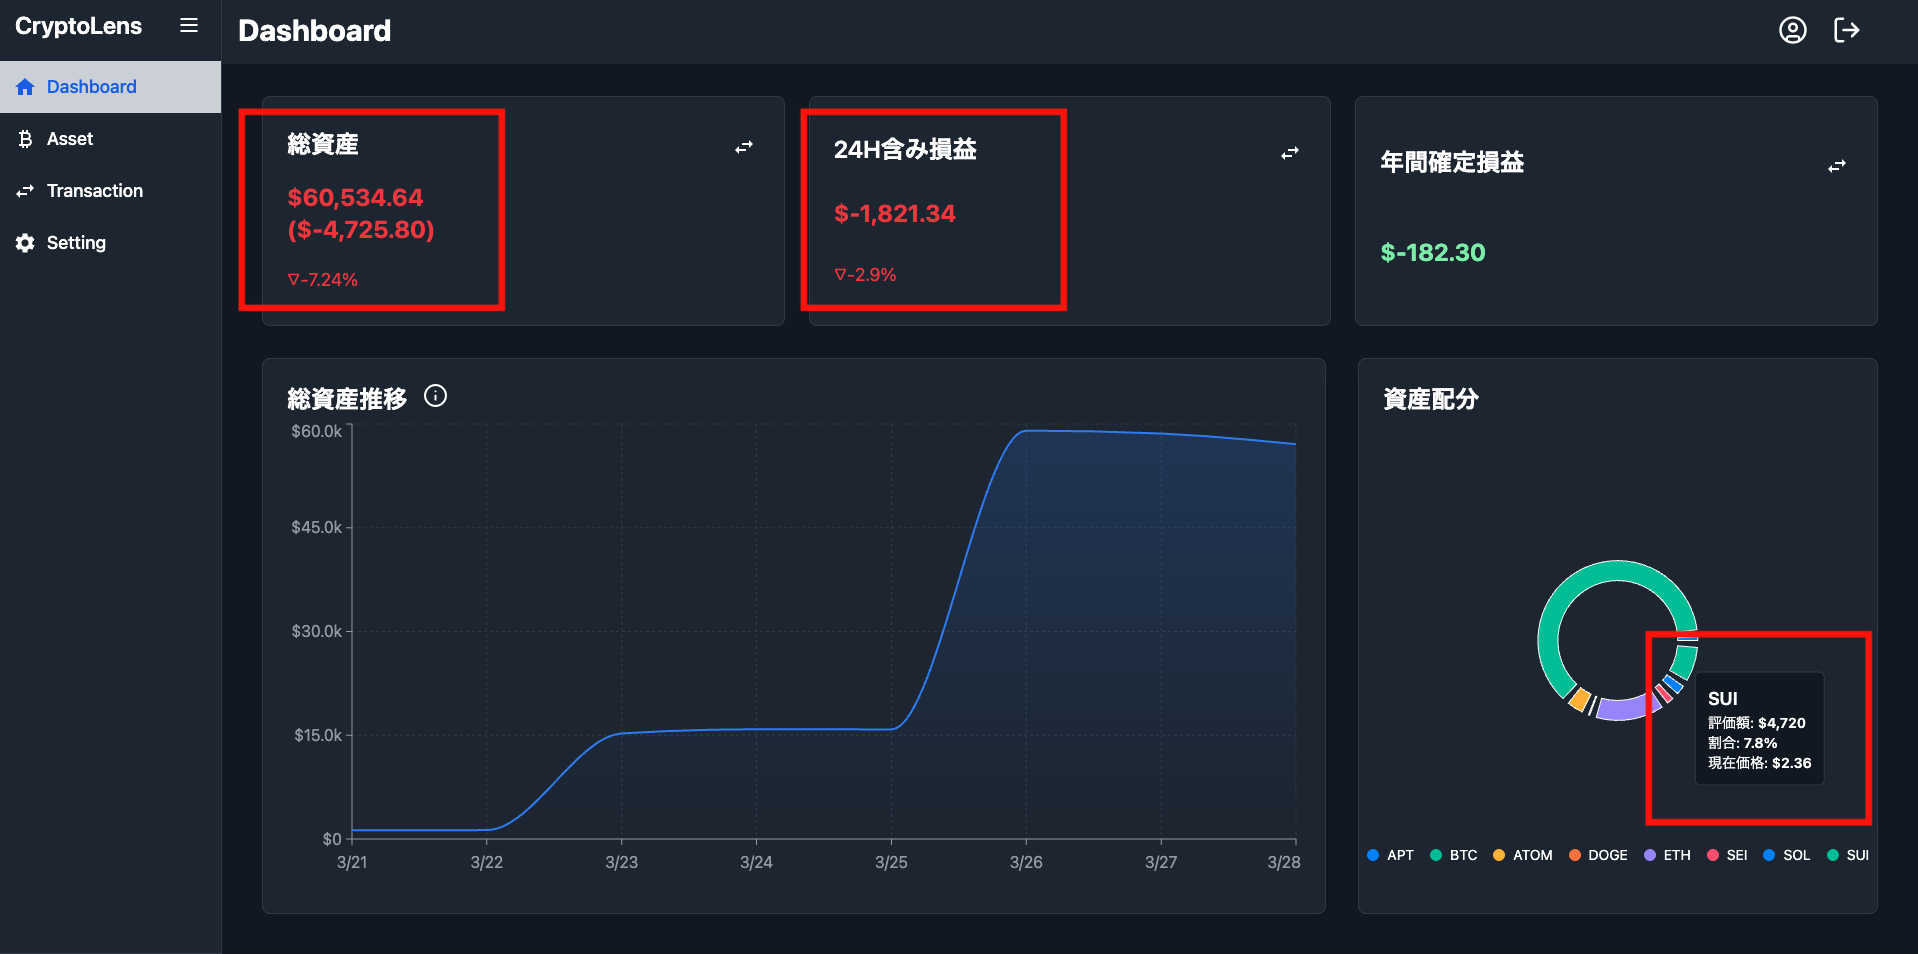 CryptoLens
Dashboard
Dashboard
Asset
Transaction
Setting
総資産
$60,534.64
($-4,725.80)
▽-7.24%
24H含み損益
$-1,821.34
▽-2.9%
年間確定損益
$-182.30
総資産推移
$60.0k
$45.0k
$30.0k
$15.0k
$0
3/21 3/22 3/23 3/24 3/25 3/26 3/27 3/28
資産配分
SUI
評価額: $4,720
割合: 7.8%
現在価格: $2.36
APT BTC ATOM DOGE ETH SEI SOL SUI